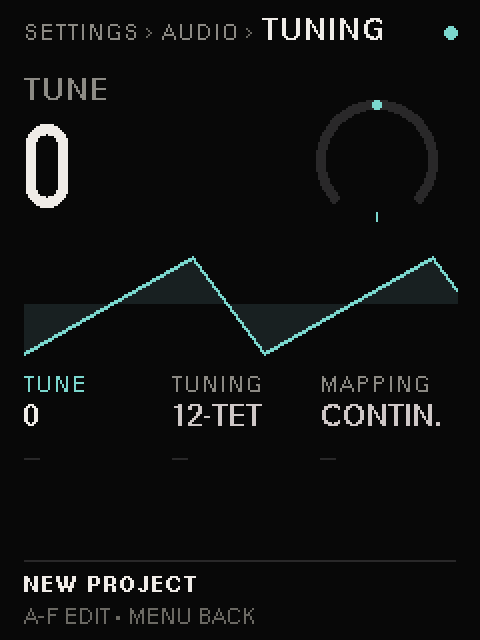 SETTINGS › AUDIO › TUNING
TUNE
0
TUNE TUNING MAPPING
0 12-TET CONTIN.
— — —
NEW PROJECT
A-F EDIT · MENU BACK